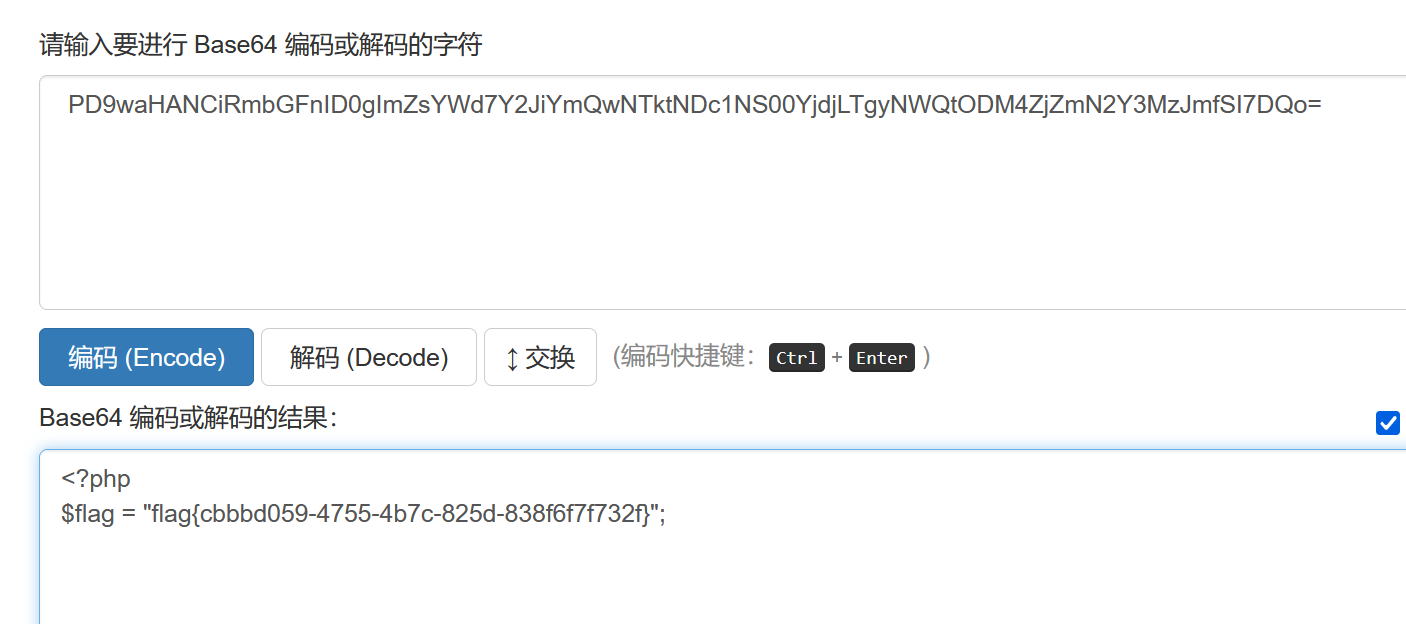 请输入要进行 Base64 编码或解码的字符
PD9waHANCiRmbGFnID0gImZsYWd7Y2JiYmQwNTktNDc1NS00YjdjLTgyNWQtODM4ZjZmN2Y3MzJmfSI7DQo=
编码 (Encode) 解码 (Decode) ↕ 交换 (编码快捷键： Ctrl + Enter )
Base64 编码或解码的结果：
<?php
$flag = "flag{cbbbd059-4755-4b7c-825d-838f6f7f732f}";